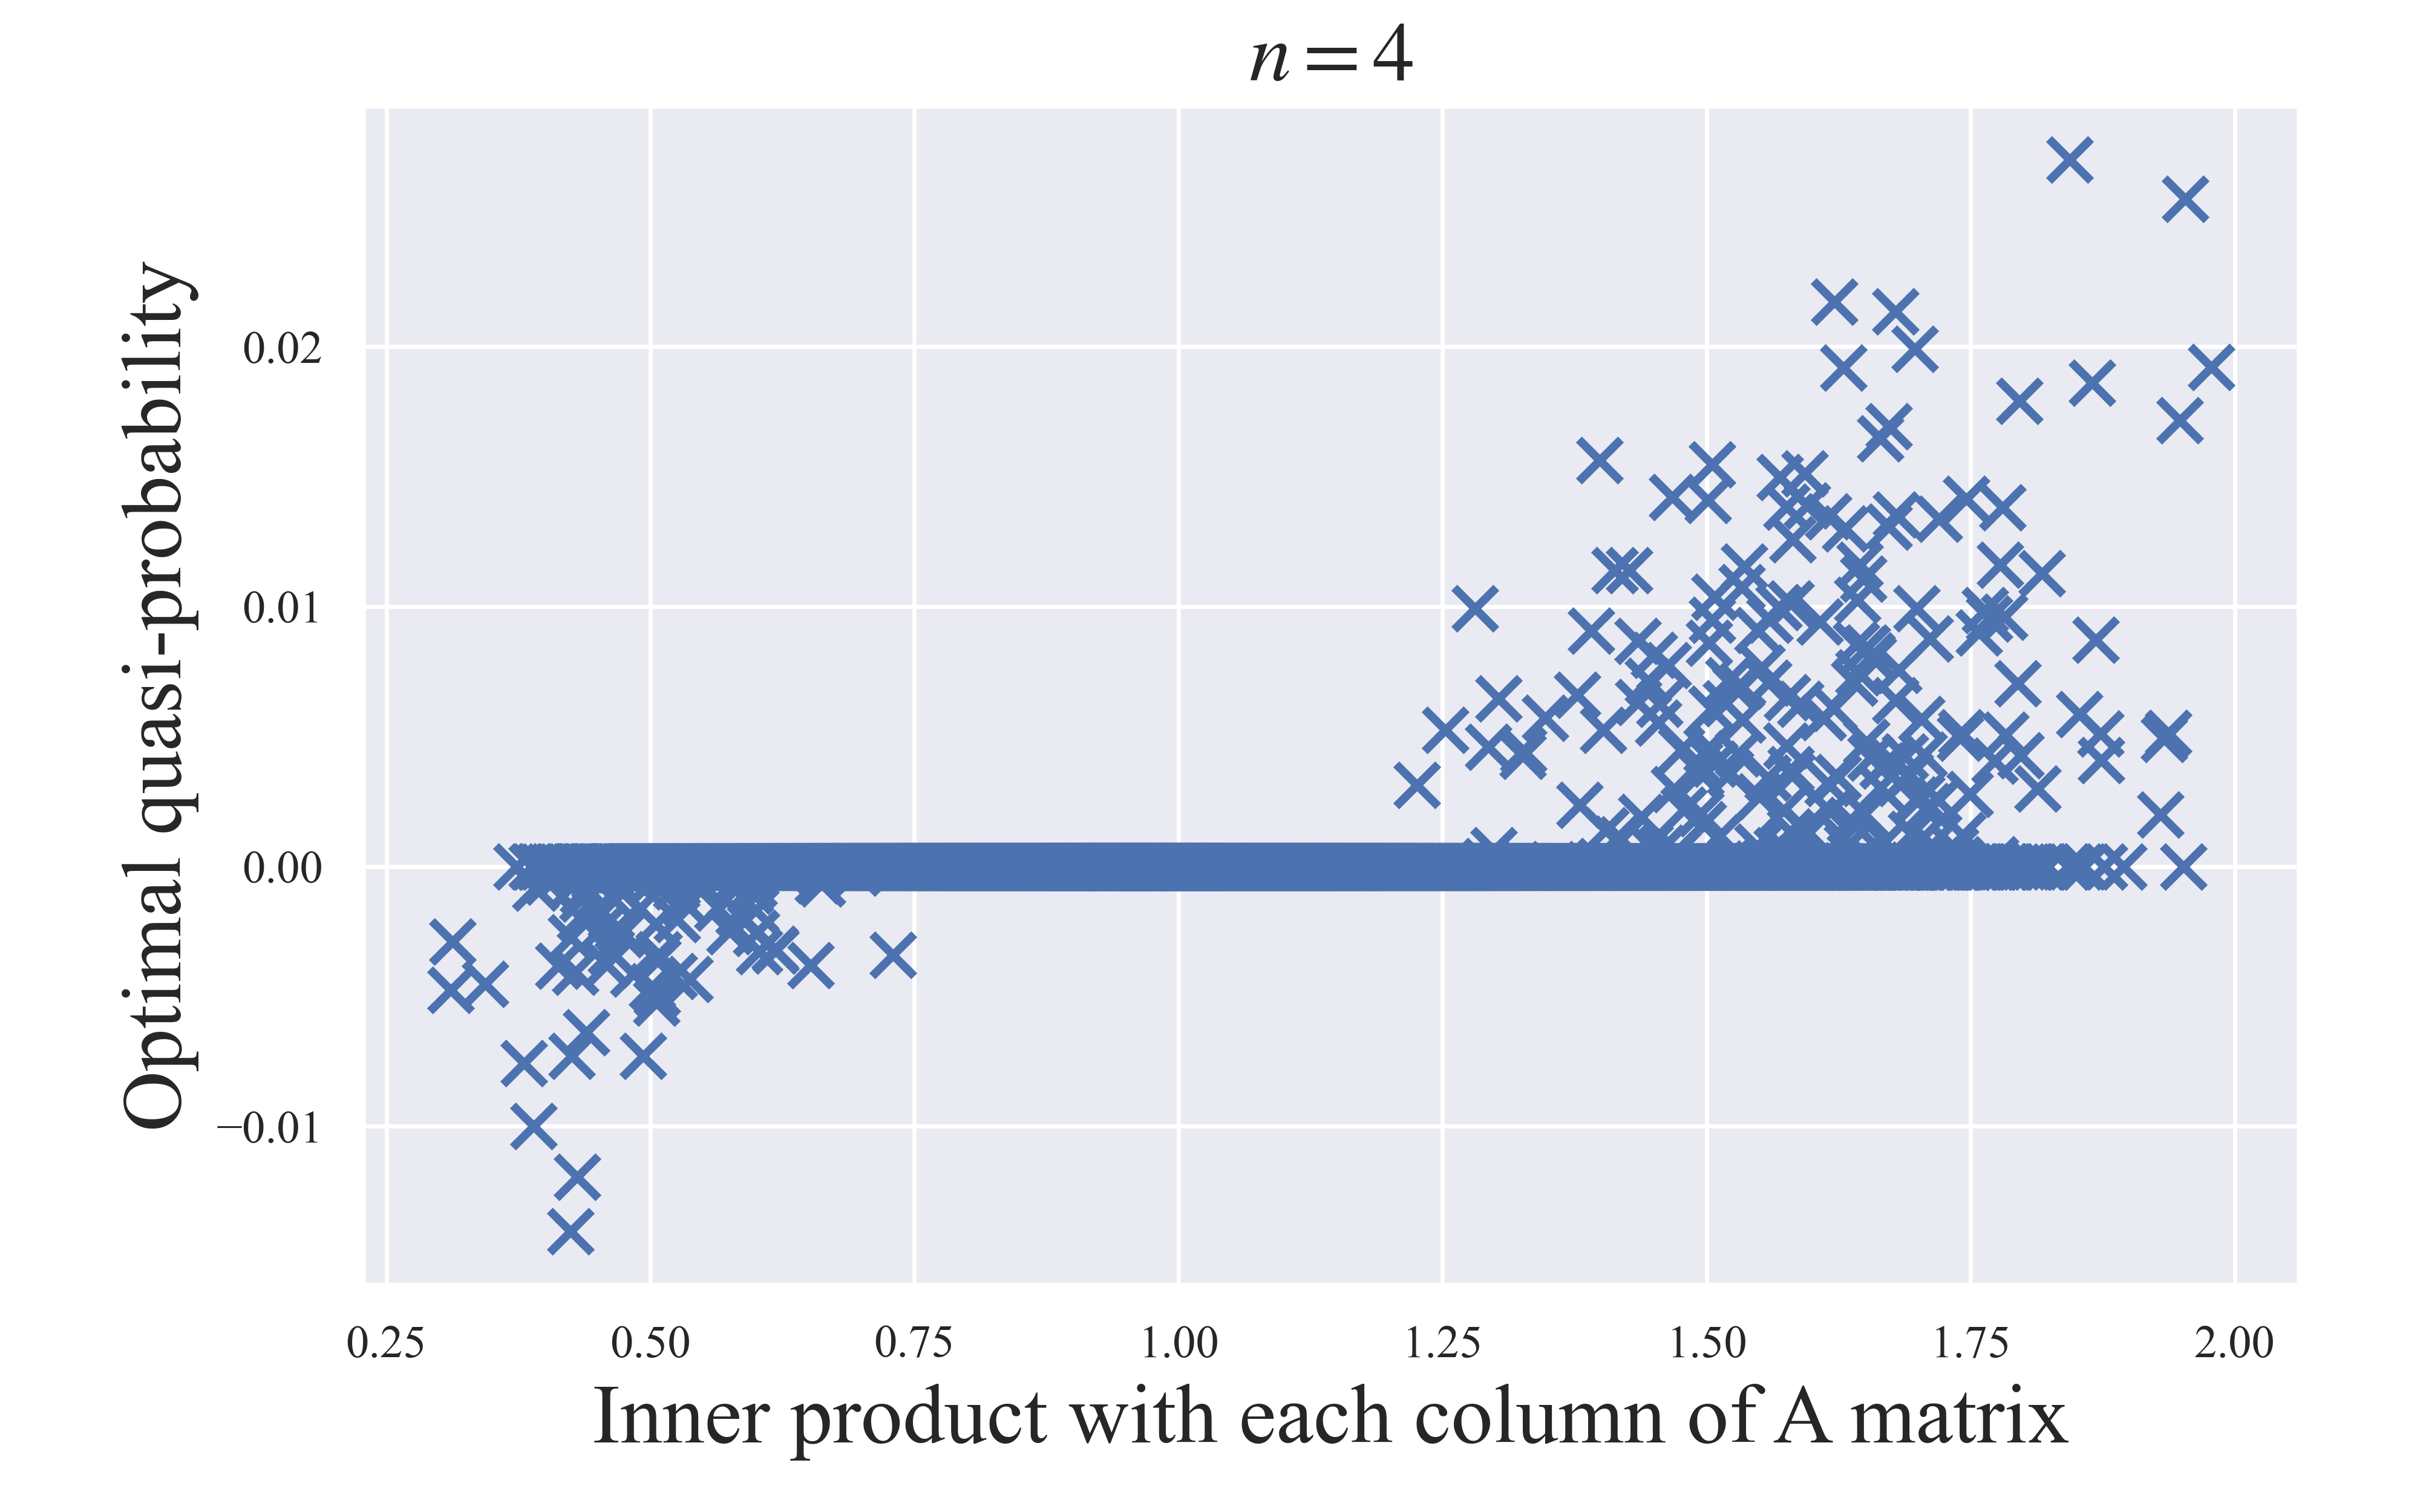 n = 4
Optimal quasi-probability
0.02
0.01
0.00
−0.01
0.25 0.50 0.75 1.00 1.25 1.50 1.75 2.00
Inner product with each column of A matrix